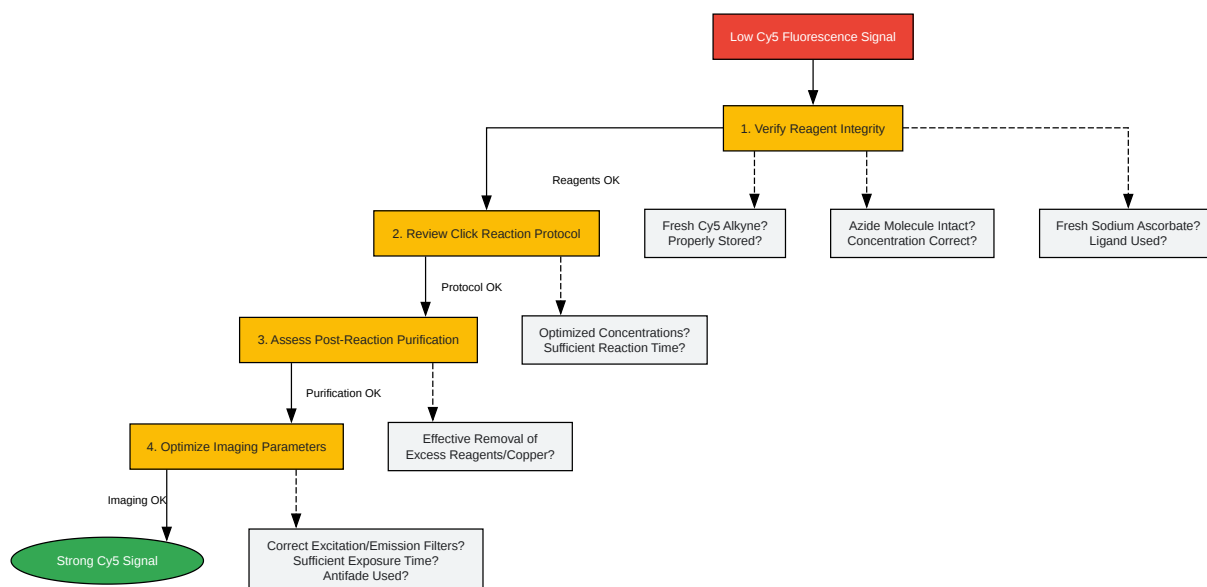 Low Cy5 Fluorescence Signal
1. Verify Reagent Integrity
Reagents OK
Fresh Cy5 Alkyne?
Properly Stored?
Azide Molecule Intact?
Concentration Correct?
Fresh Sodium Ascorbate?
Ligand Used?
2. Review Click Reaction Protocol
Protocol OK
Optimized Concentrations?
Sufficient Reaction Time?
3. Assess Post-Reaction Purification
Purification OK
Effective Removal of
Excess Reagents/Copper?
4. Optimize Imaging Parameters
Imaging OK
Correct Excitation/Emission Filters?
Sufficient Exposure Time?
Antifade Used?
Strong Cy5 Signal